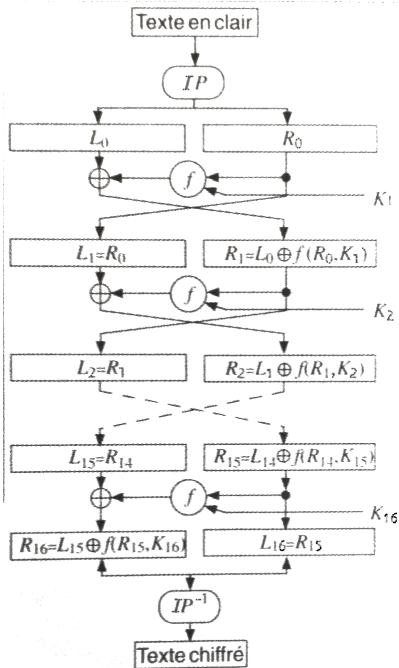 Texte en clair
IP
L₀ R₀
f
K₁
L₁=R₀ R₁=L₀ ⊕ f(R₀,K₁)
f
K₂
L₂=R₁ R₂=L₁ ⊕ f(R₁,K₂)
L₁₅=R₁₄ R₁₅=L₁₄ ⊕ f(R₁₄,K₁₅)
f
K₁₆
R₁₆=L₁₅ ⊕ f(R₁₅,K₁₆) L₁₆=R₁₅
IP⁻¹
Texte chiffré